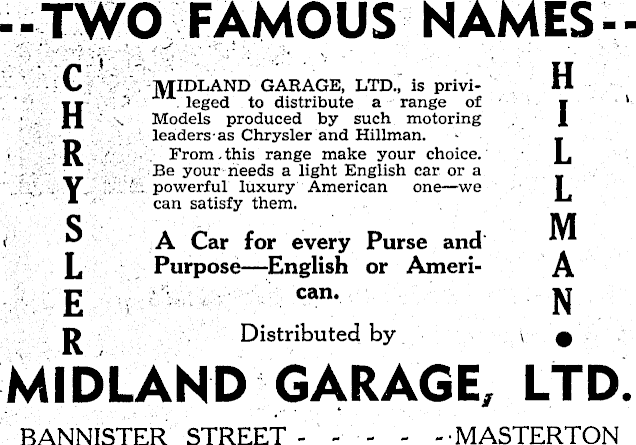 --TWO FAMOUS NAMES--
CHRYSLER
MIDLAND GARAGE, LTD., is privi-
leged to distribute a range of
Models produced by such motoring
leaders as Chrysler and Hillman.
From this range make your choice.
Be your needs a light English car or a
powerful luxury American one—we
can satisfy them.
A Car for every Purse and
Purpose—English or Ameri-
can.
Distributed by
HILLMAN •
MIDLAND GARAGE, LTD.
BANNISTER STREET - - - - - MASTERTON